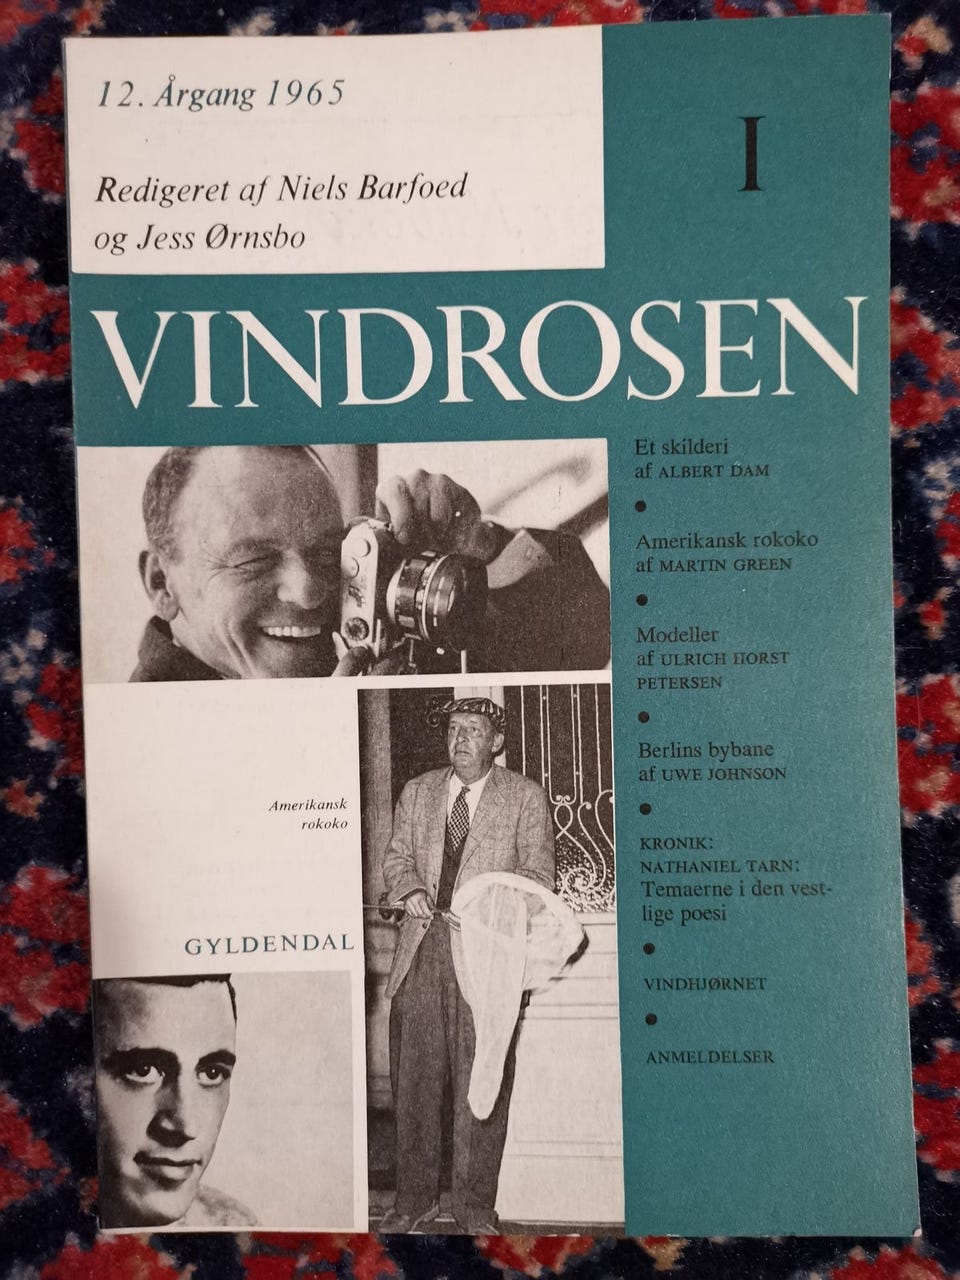 12. Årgang 1965
Redigeret af Niels Barfoed
og Jess Ørnsbo
I
VINDROSEN
Et skilderi
af ALBERT DAM
Amerikansk rokoko
af MARTIN GREEN
Modeller
af ULRICH HORST
PETERSEN
Berlins bybane
af UWE JOHNSON
KRONIK:
NATHANIEL TARN:
Temaerne i den vest-
lige poesi
VINDHJØRNET
ANMELDELSER
Amerikansk
rokoko
GYLDENDAL